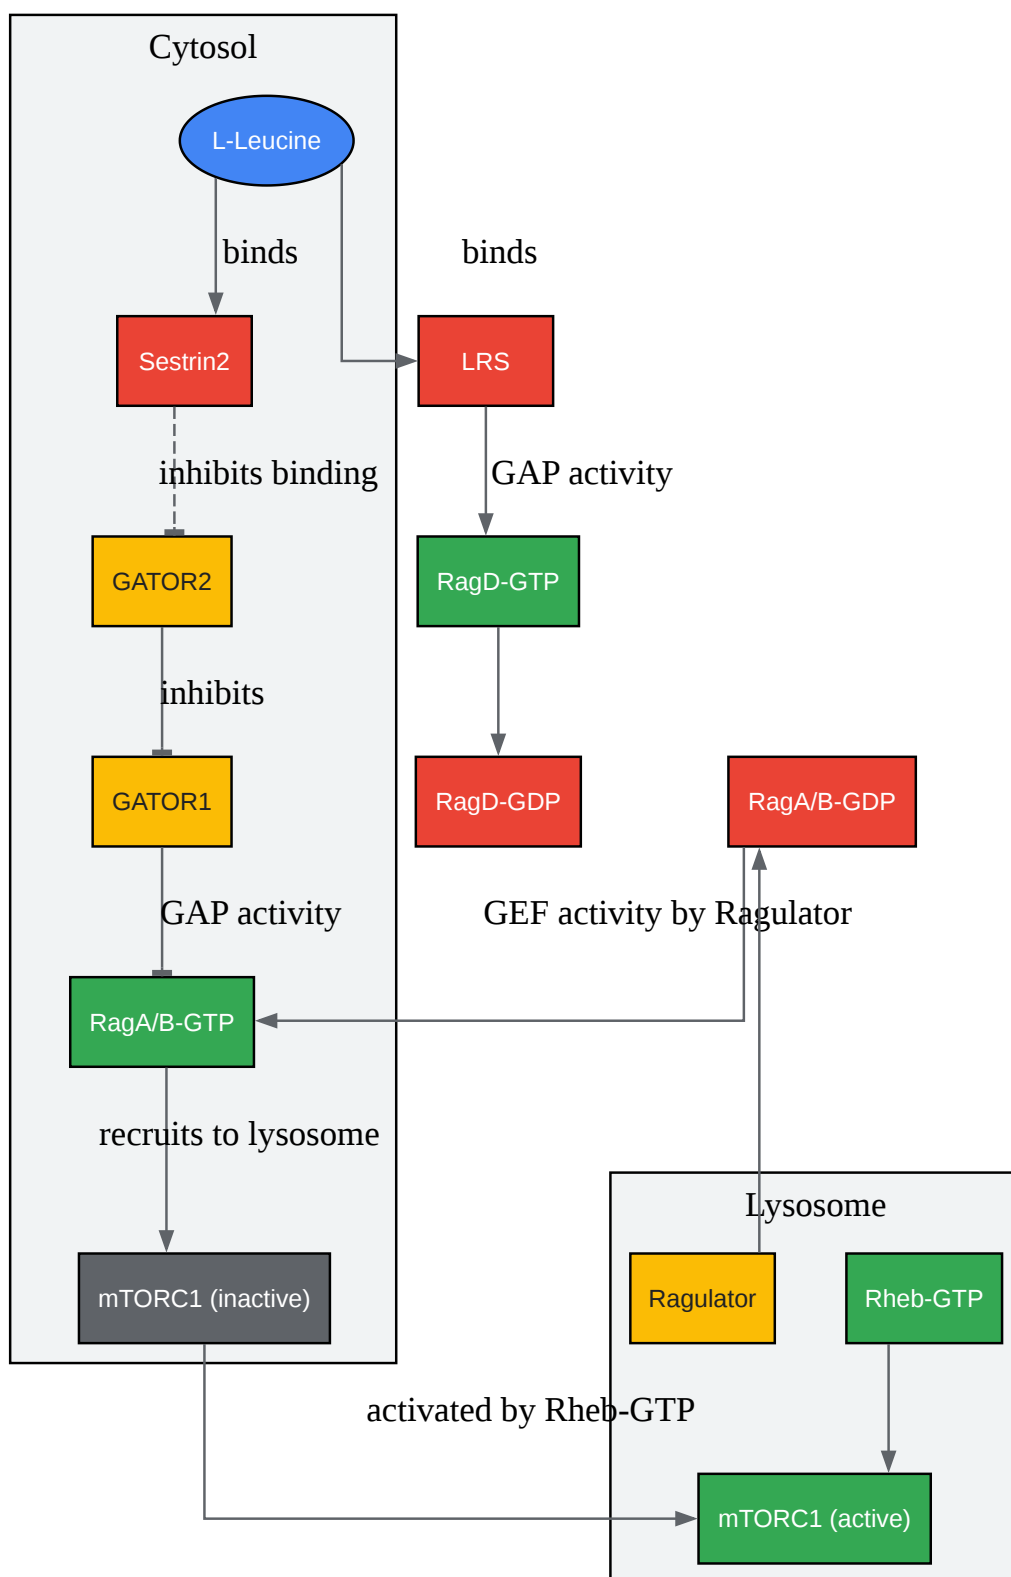 Cytosol
L-Leucine
binds
binds
Sestrin2
LRS
inhibits binding
GAP activity
GATOR2
RagD-GTP
inhibits
GATOR1
RagD-GDP
RagA/B-GDP
GAP activity
GEF activity by Ragulator
RagA/B-GTP
recruits to lysosome
Lysosome
mTORC1 (inactive)
Ragulator
Rheb-GTP
activated by Rheb-GTP
mTORC1 (active)